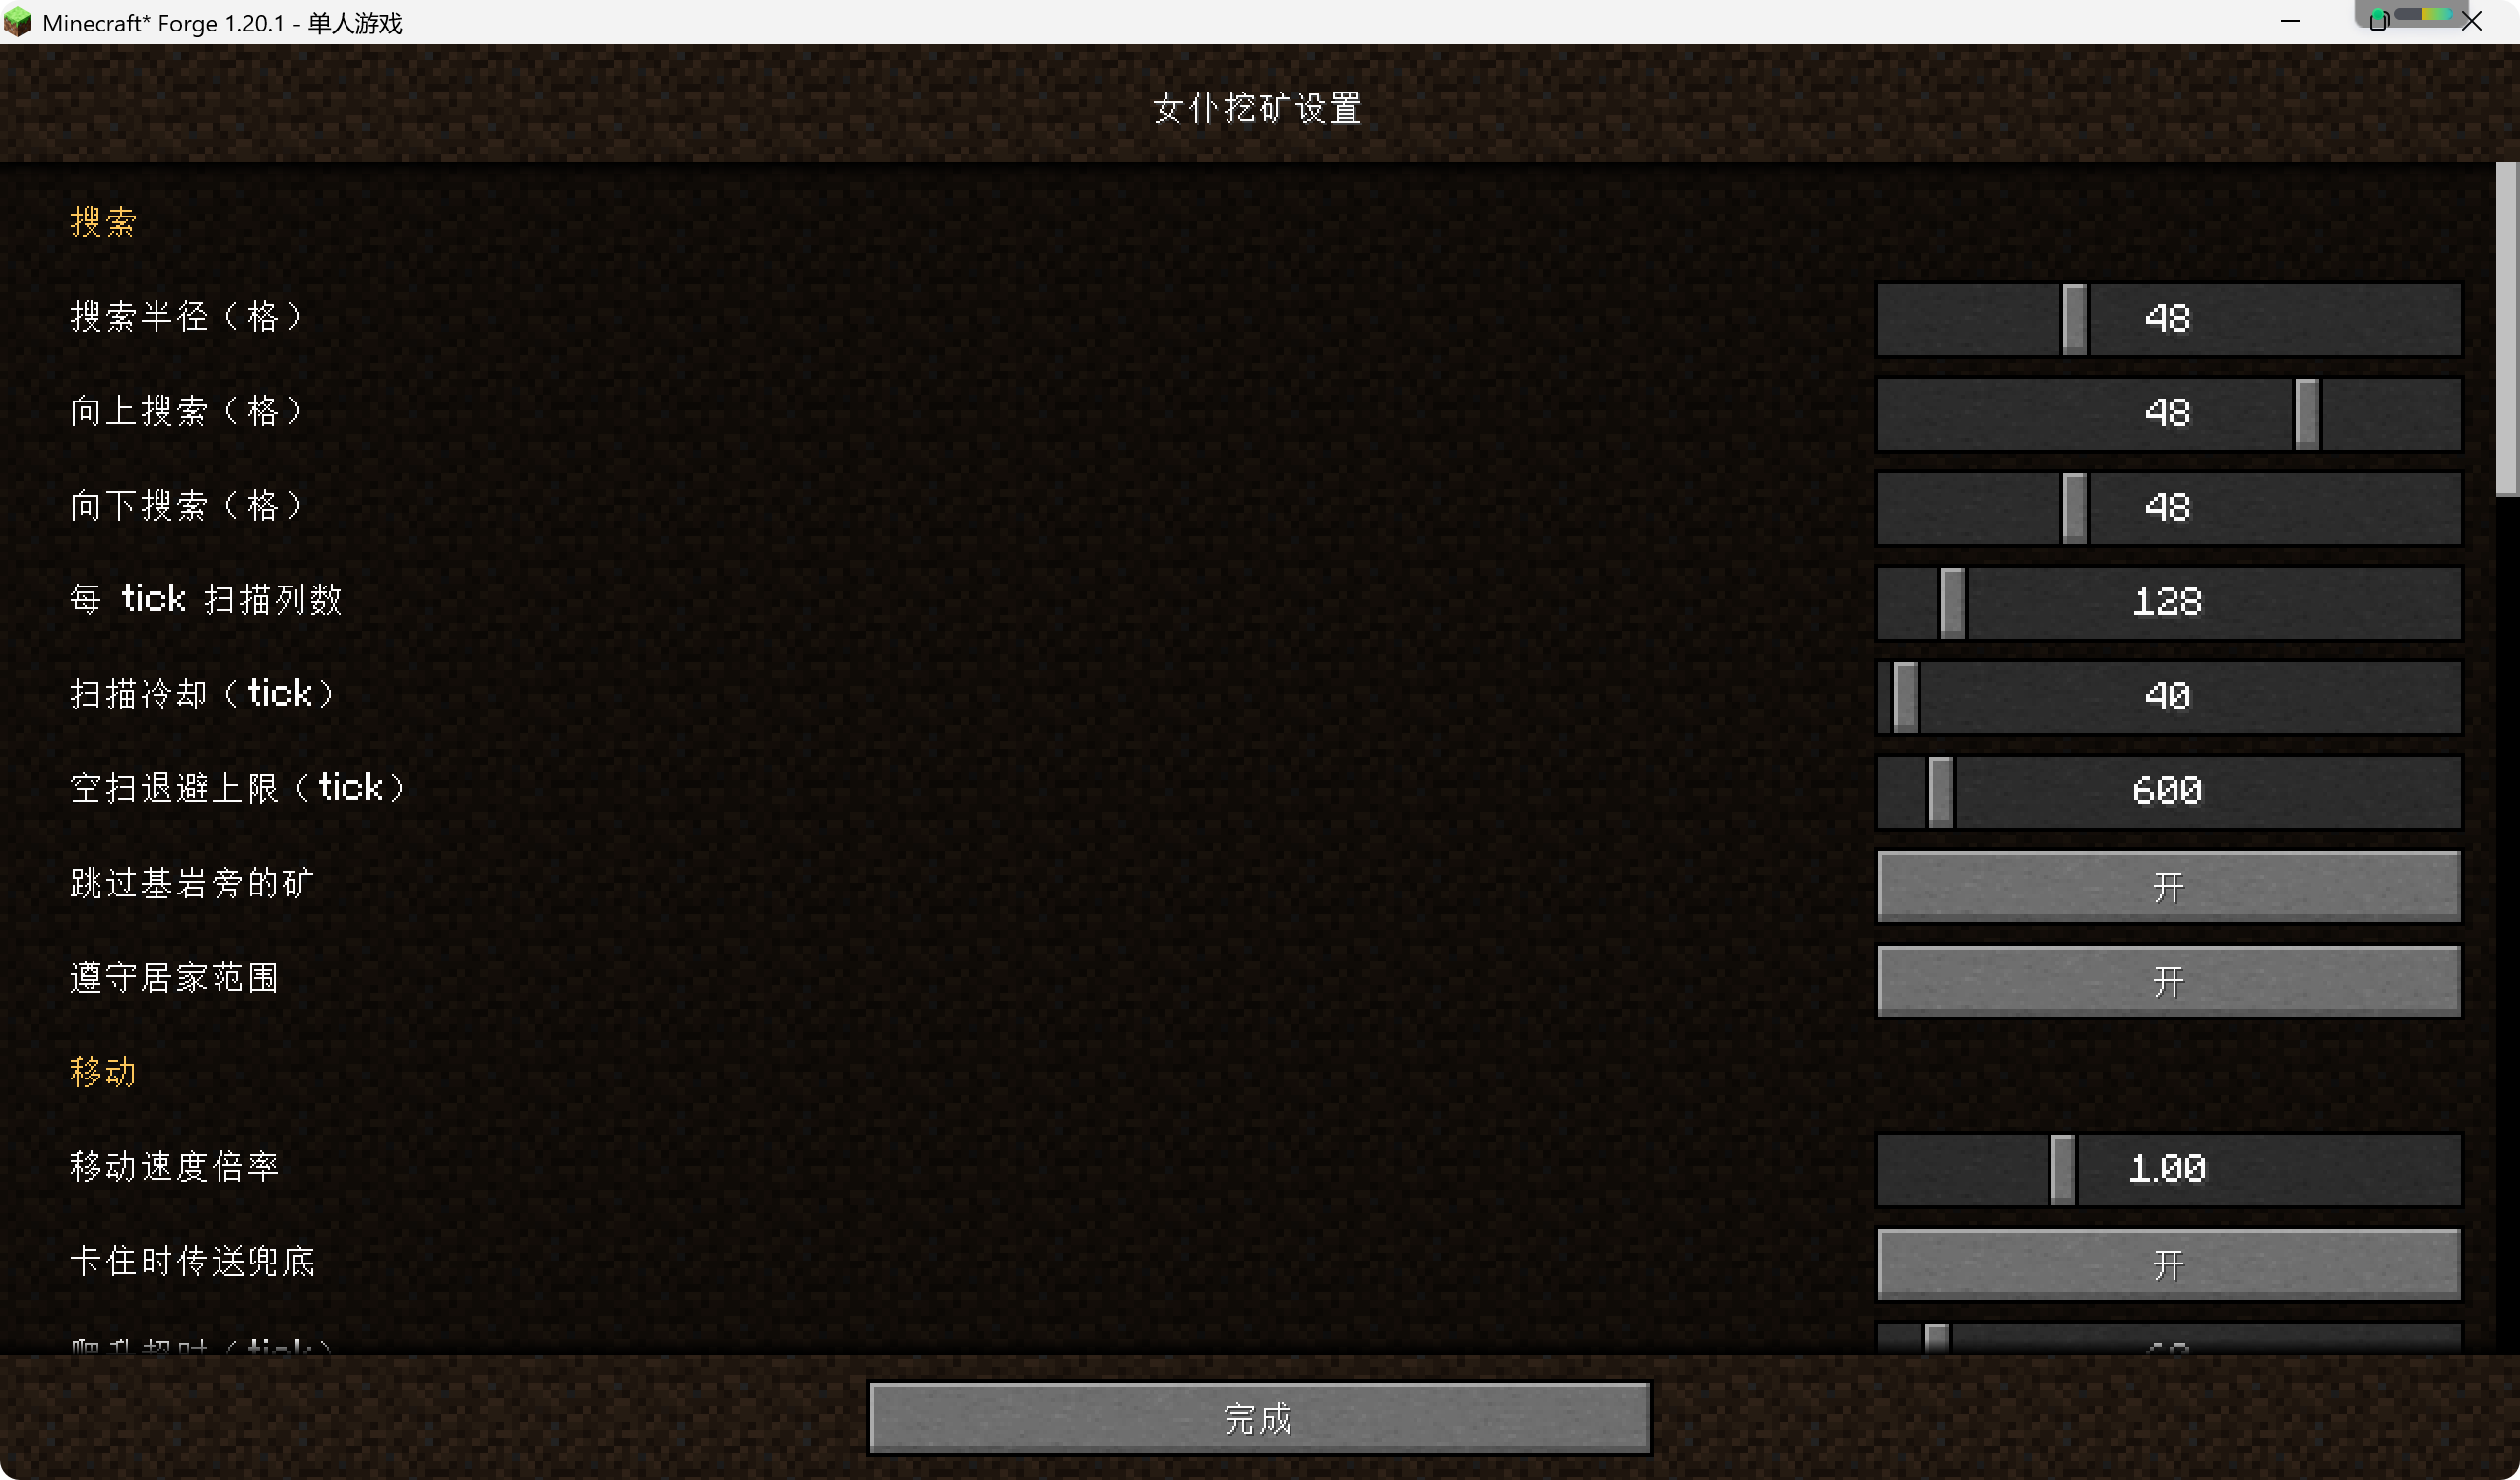 Minecraft* Forge 1.20.1 - 单人游戏
女仆挖矿设置
搜索
搜索半径（格） 48
向上搜索（格） 48
向下搜索（格） 48
每 tick 扫描列数 128
扫描冷却（tick） 40
空扫退避上限（tick） 600
跳过基岩旁的矿 开
遵守居家范围 开
移动
移动速度倍率 1.00
卡住时传送兜底 开
完成